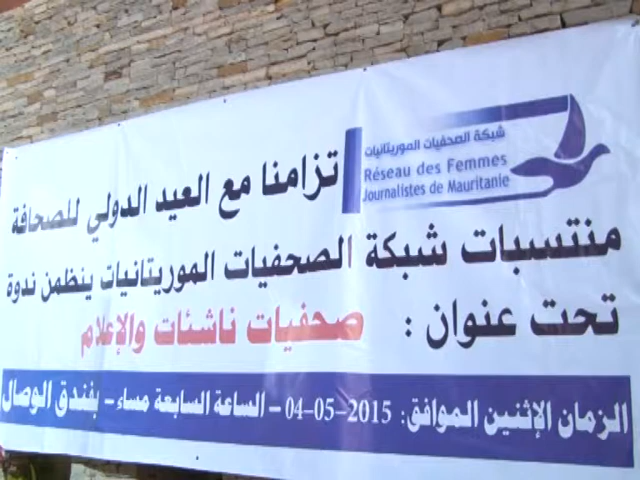 شبكة الصحفيات الموريتانيات
Réseau des Femmes
Journalistes de Mauritanie
تزامنا مع العيد الدولي للصحافة
منتسبات شبكة الصحفيات الموريتانيات ينظمن ندوة
تحت عنوان : صحفيات ناشئات والإعلام
الزمان الإثنين الموافق: 2015-05-04 - الساعة السابعة مساء - بفندق الوصال